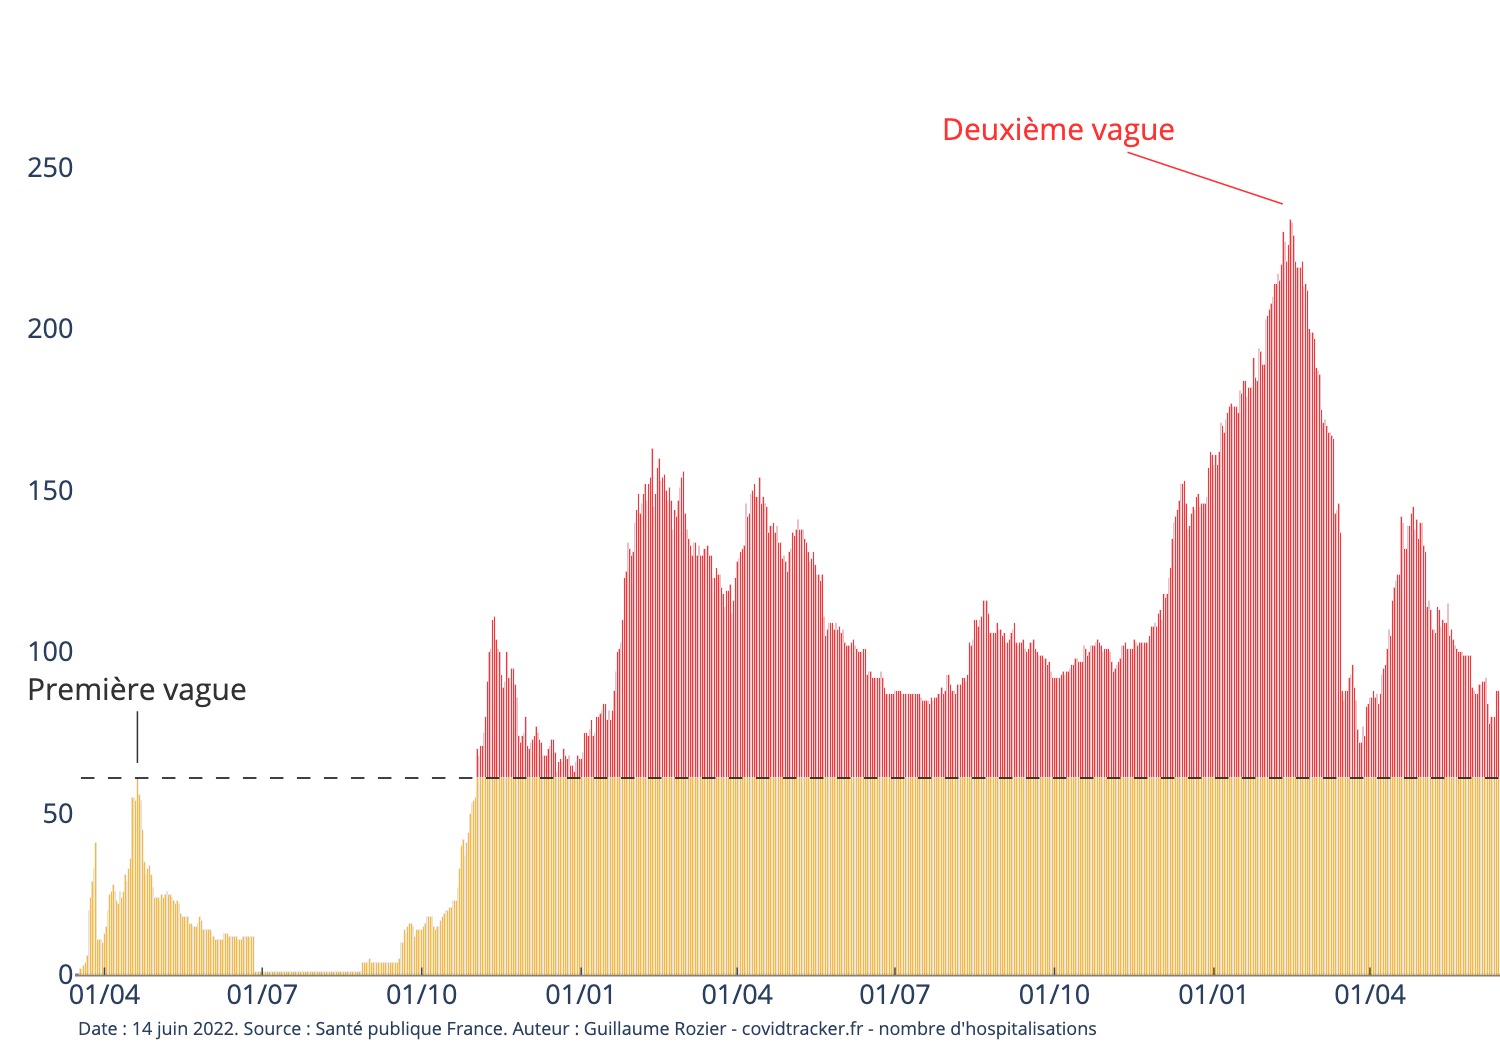 Deuxième vague
250
200
150
100
Première vague
50
0
01/04 01/07 01/10 01/01 01/04 01/07 01/10 01/01 01/04
Date : 14 juin 2022. Source : Santé publique France. Auteur : Guillaume Rozier - covidtracker.fr - nombre d'hospitalisations